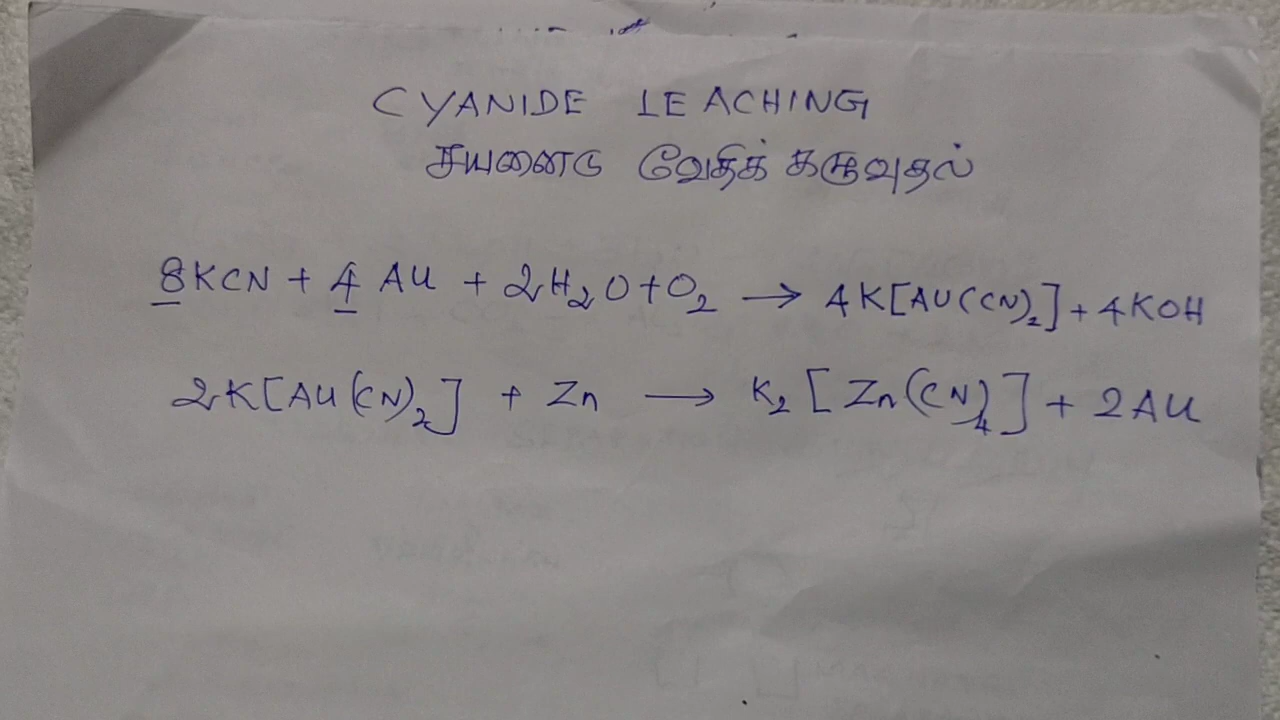 CYANIDE LEACHING
சயனைடு வேதிக் கழுவுதல்
8KCN + 4 AU + 2H₂O + O₂ → 4K[AU(CN)₂] + 4KOH
2K[AU(CN)₂] + Zn → K₂[Zn(CN)₄] + 2AU